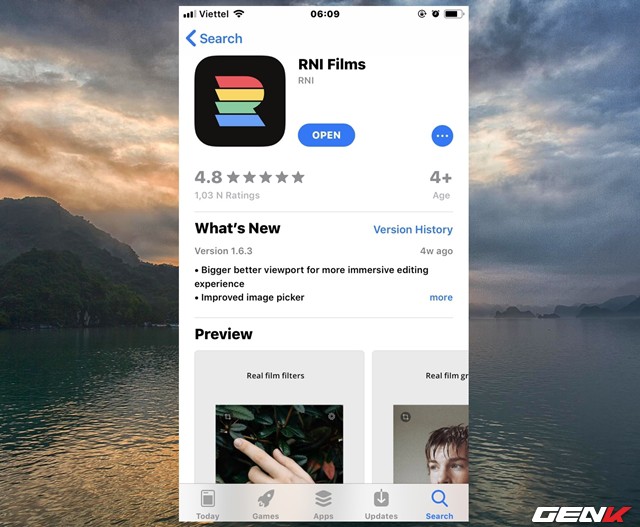 Viettel 06:09
Search
RNI Films
RNI
OPEN
4.8
4+
1,03 N Ratings
Age
What's New
Version History
Version 1.6.3
4w ago
• Bigger better viewport for more immersive editing
experience
• Improved image picker
more
Preview
Real film filters
Real film gr
Today
Games
Apps
Updates
Search
GENK